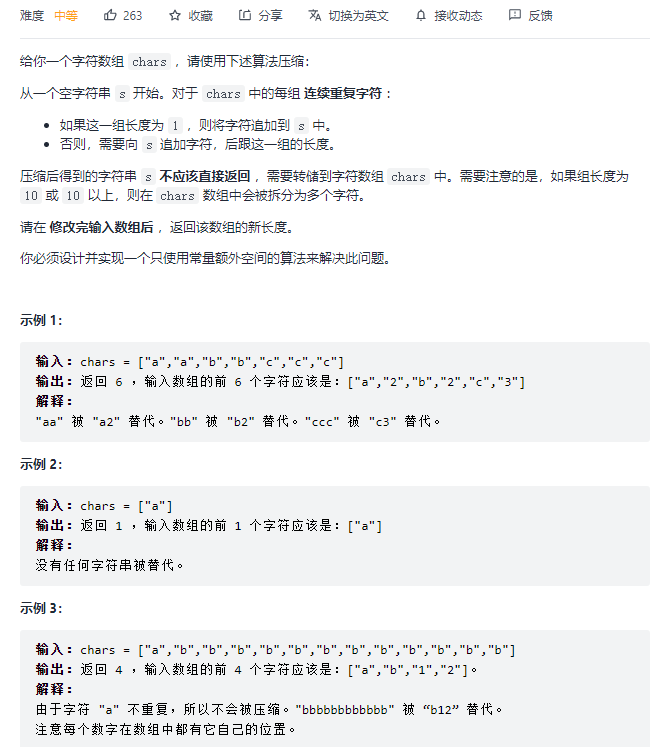 难度 中等 263 收藏 分享 切换为英文 接收动态 反馈
给你一个字符数组 chars ，请使用下述算法压缩：
从一个空字符串 s 开始。对于 chars 中的每组 连续重复字符 ：
• 如果这一组长度为 1 ，则将字符追加到 s 中。
• 否则，需要向 s 追加字符，后跟这一组的长度。
压缩后得到的字符串 s 不应该直接返回 ，需要转储到字符数组 chars 中。需要注意的是，如果组长度为
10 或 10 以上，则在 chars 数组中会被拆分为多个字符。
请在 修改完输入数组后 ，返回该数组的新长度。
你必须设计并实现一个只使用常量额外空间的算法来解决此问题。
示例 1：
输入：chars = ["a","a","b","b","c","c","c"]
输出：返回 6 ，输入数组的前 6 个字符应该是：["a","2","b","2","c","3"]
解释：
"aa" 被 "a2" 替代。"bb" 被 "b2" 替代。"ccc" 被 "c3" 替代。
示例 2：
输入：chars = ["a"]
输出：返回 1 ，输入数组的前 1 个字符应该是：["a"]
解释：
没有任何字符串被替代。
示例 3：
输入：chars = ["a","b","b","b","b","b","b","b","b","b","b","b","b"]
输出：返回 4 ，输入数组的前 4 个字符应该是：["a","b","1","2"]。
解释：
由于字符 "a" 不重复，所以不会被压缩。"bbbbbbbbbbbb" 被 “b12” 替代。
注意每个数字在数组中都有它自己的位置。